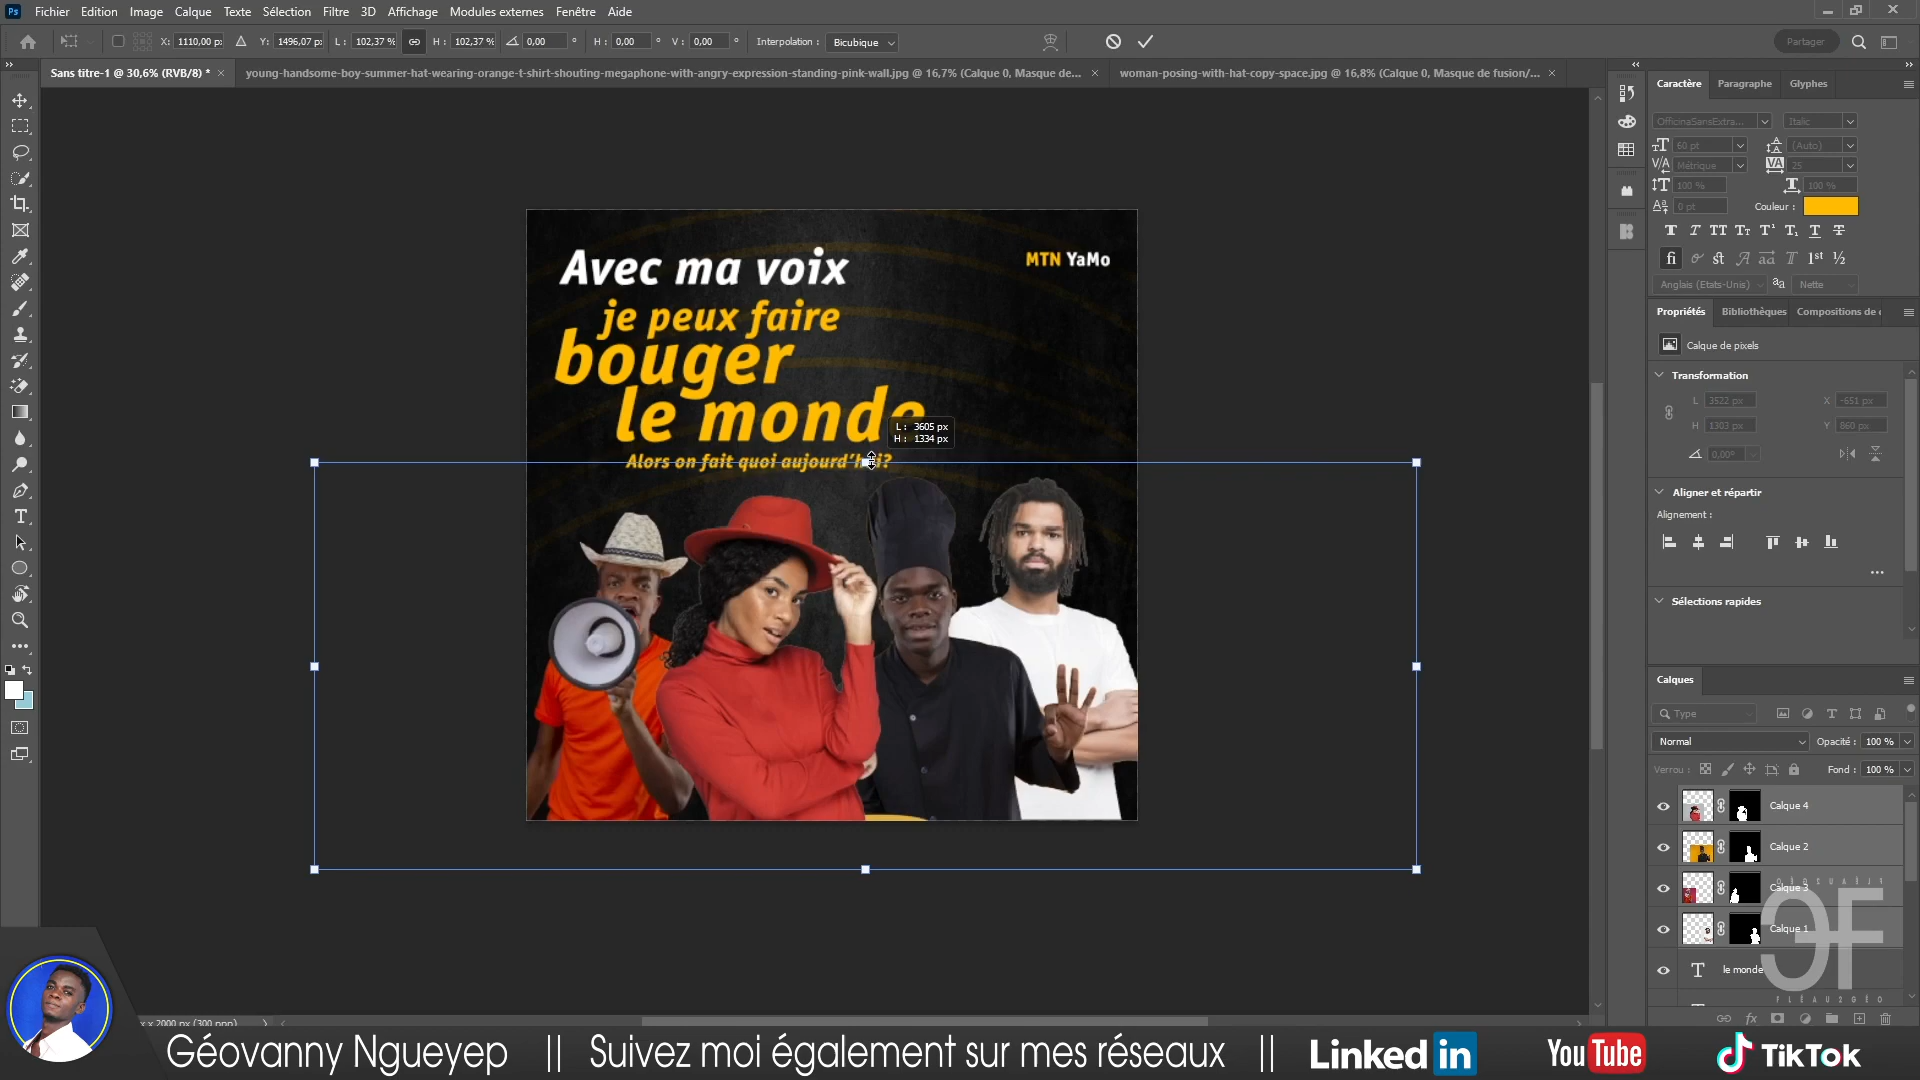 Ps Fichier Edition Image Calque Texte Sélection Filtre 3D Affichage Modules externes Fenêtre Aide
X: 1110,00 px Y: 1496,07 px L : 102,37 % H : 102,37 % 0,00 ° H : 0,00 ° V : 0,00 ° Interpolation : Bicubique Partager
Sans titre-1 @ 30,6% (RVB/8) * × young-handsome-boy-summer-hat-wearing-orange-t-shirt-shouting-megaphone-with-angry-expression-standing-pink-wall.jpg @ 16,7% (Calque 0, Masque de... × woman-posing-with-hat-copy-space.jpg @ 16,8% (Calque 0, Masque de fusion/... ×
Avec ma voix
MTN YaMo
je peux faire
bouger
le monde
L : 3605 px
H : 1334 px
Alors on fait quoi aujourd'hui?
Caractère Paragraphe Glyphes
OfficinaSansExtra... Italic
60 pt (Auto)
Métrique 25
100 % 100 %
0 pt Couleur :
Anglais (Etats-Unis) Nette
Propriétés Bibliothèques Compositions de c
Calque de pixels
Transformation
L 3522 px X -651 px
H 1303 px Y 860 px
0,00°
Aligner et répartir
Alignement :
Sélections rapides
Calques
Type
Normal Opacité : 100 %
Verrou : Fond : 100 %
Calque 4
Calque 2
Calque 3
Calque 1
le monde
x 2000 px (300 ppp)
Géovanny Ngueyep || Suivez moi également sur mes réseaux || Linked in YouTube TikTok